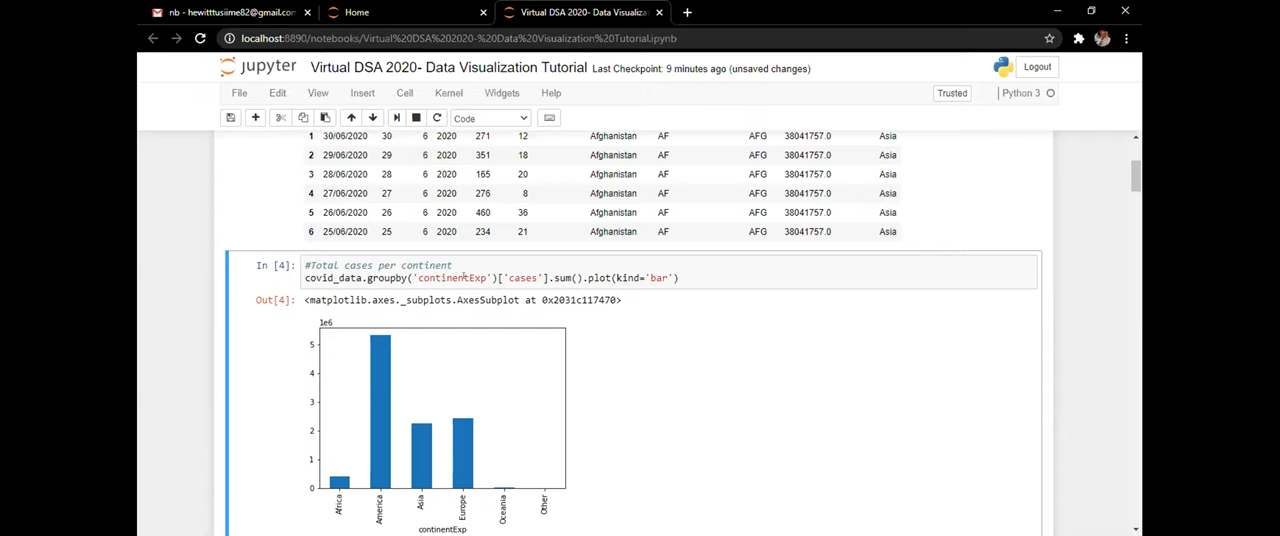 nb - hewitttusiime82@gmail.com
Home
Virtual DSA 2020- Data Visualiza
localhost:8890/notebooks/Virtual%20DSA%202020-%20Data%20Visualization%20Tutorial.ipynb
jupyter Virtual DSA 2020- Data Visualization Tutorial Last Checkpoint: 9 minutes ago (unsaved changes) Logout
File Edit View Insert Cell Kernel Widgets Help Trusted | Python 3
Code
1 30/06/2020 30 6 2020 271 12 Afghanistan AF AFG 38041757.0 Asia
2 29/06/2020 29 6 2020 351 18 Afghanistan AF AFG 38041757.0 Asia
3 28/06/2020 28 6 2020 165 20 Afghanistan AF AFG 38041757.0 Asia
4 27/06/2020 27 6 2020 276 8 Afghanistan AF AFG 38041757.0 Asia
5 26/06/2020 26 6 2020 460 36 Afghanistan AF AFG 38041757.0 Asia
6 25/06/2020 25 6 2020 234 21 Afghanistan AF AFG 38041757.0 Asia
In [4]: #Total cases per continent
covid_data.groupby('continentExp')['cases'].sum().plot(kind='bar')
Out[4]: <matplotlib.axes._subplots.AxesSubplot at 0x2031c117470>
1e6
5
4
3
2
1
0
Africa
America
Asia
Europe
Oceania
Other
continentExp